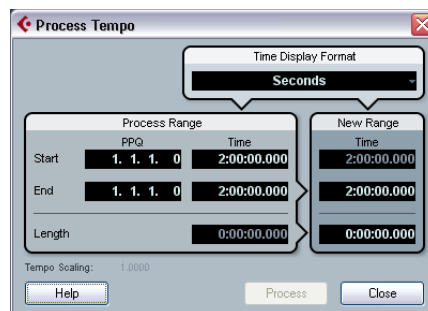 Process Tempo
Time Display Format
Seconds
Process Range
New Range
PPQ
Time
Time
Start
1. 1. 1. 0
2:00:00.000
2:00:00.000
End
1. 1. 1. 0
2:00:00.000
2:00:00.000
Length
0:00:00.000
0:00:00.000
Tempo Scaling:
1.0000
Help
Process
Close